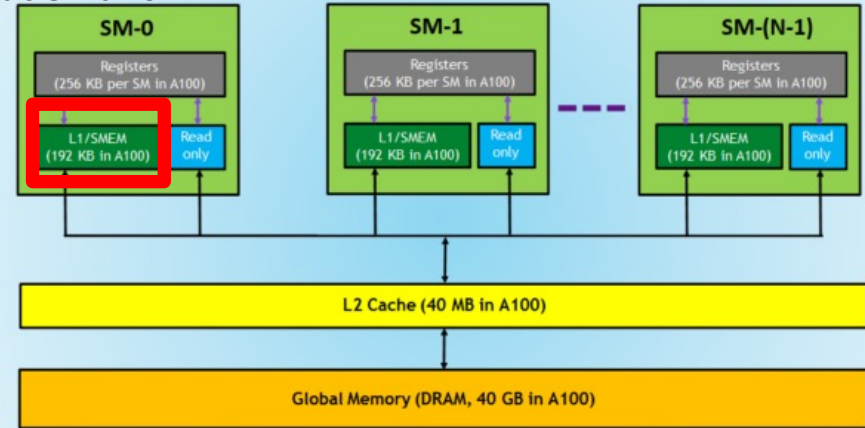 SM-0
Registers
(256 KB per SM in A100)
L1/SMEM
(192 KB in A100)
Read
only
SM-1
Registers
(256 KB per SM in A100)
L1/SMEM
(192 KB in A100)
Read
only
SM-(N-1)
Registers
(256 KB per SM in A100)
L1/SMEM
(192 KB in A100)
Read
only
L2 Cache (40 MB in A100)
Global Memory (DRAM, 40 GB in A100)